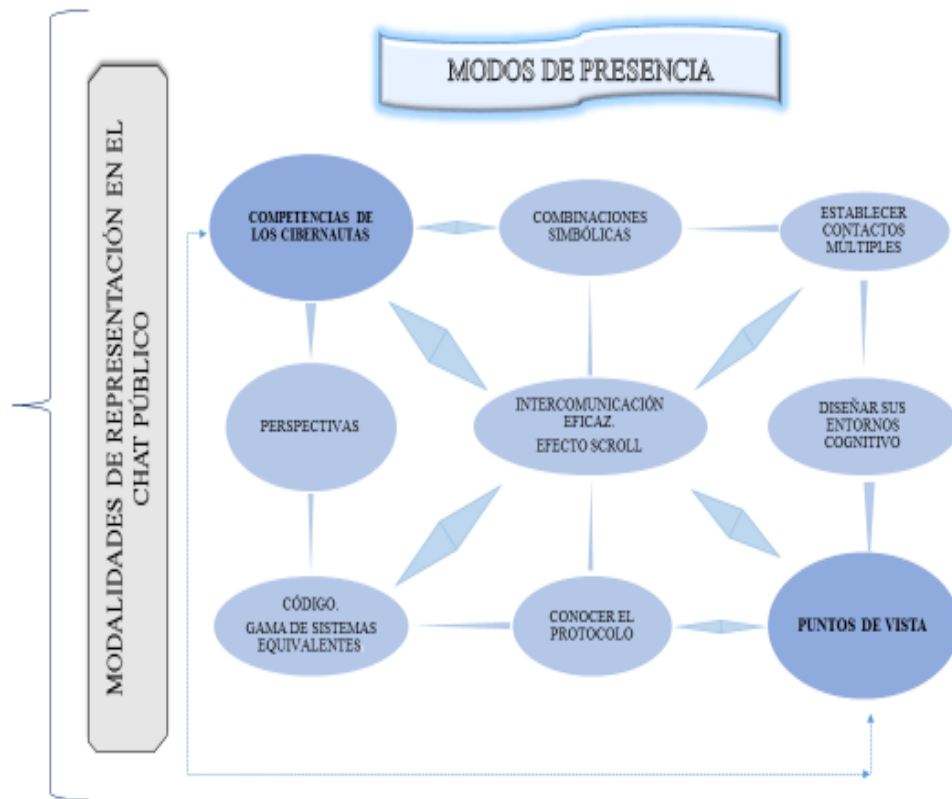 MODOS DE PRESENCIA
MODALIDADES DE REPRESENTACIÓN EN EL
CHAT PÚBLICO
COMPETENCIAS DE
LOS CIBERNAUTAS
COMBINACIONES
SIMBÓLICAS
ESTABLECER
CONTACTOS
MÚLTIPLES
PERSPECTIVAS
INTERCOMUNICACIÓN
EFICAZ.
EFECTO SCROLL
DISEÑAR SUS
ENTORNOS
COGNITIVO
CÓDIGO.
GAMA DE SISTEMAS
EQUIVALENTES
CONOCER EL
PROTOCOLO
PUNTOS DE VISTA